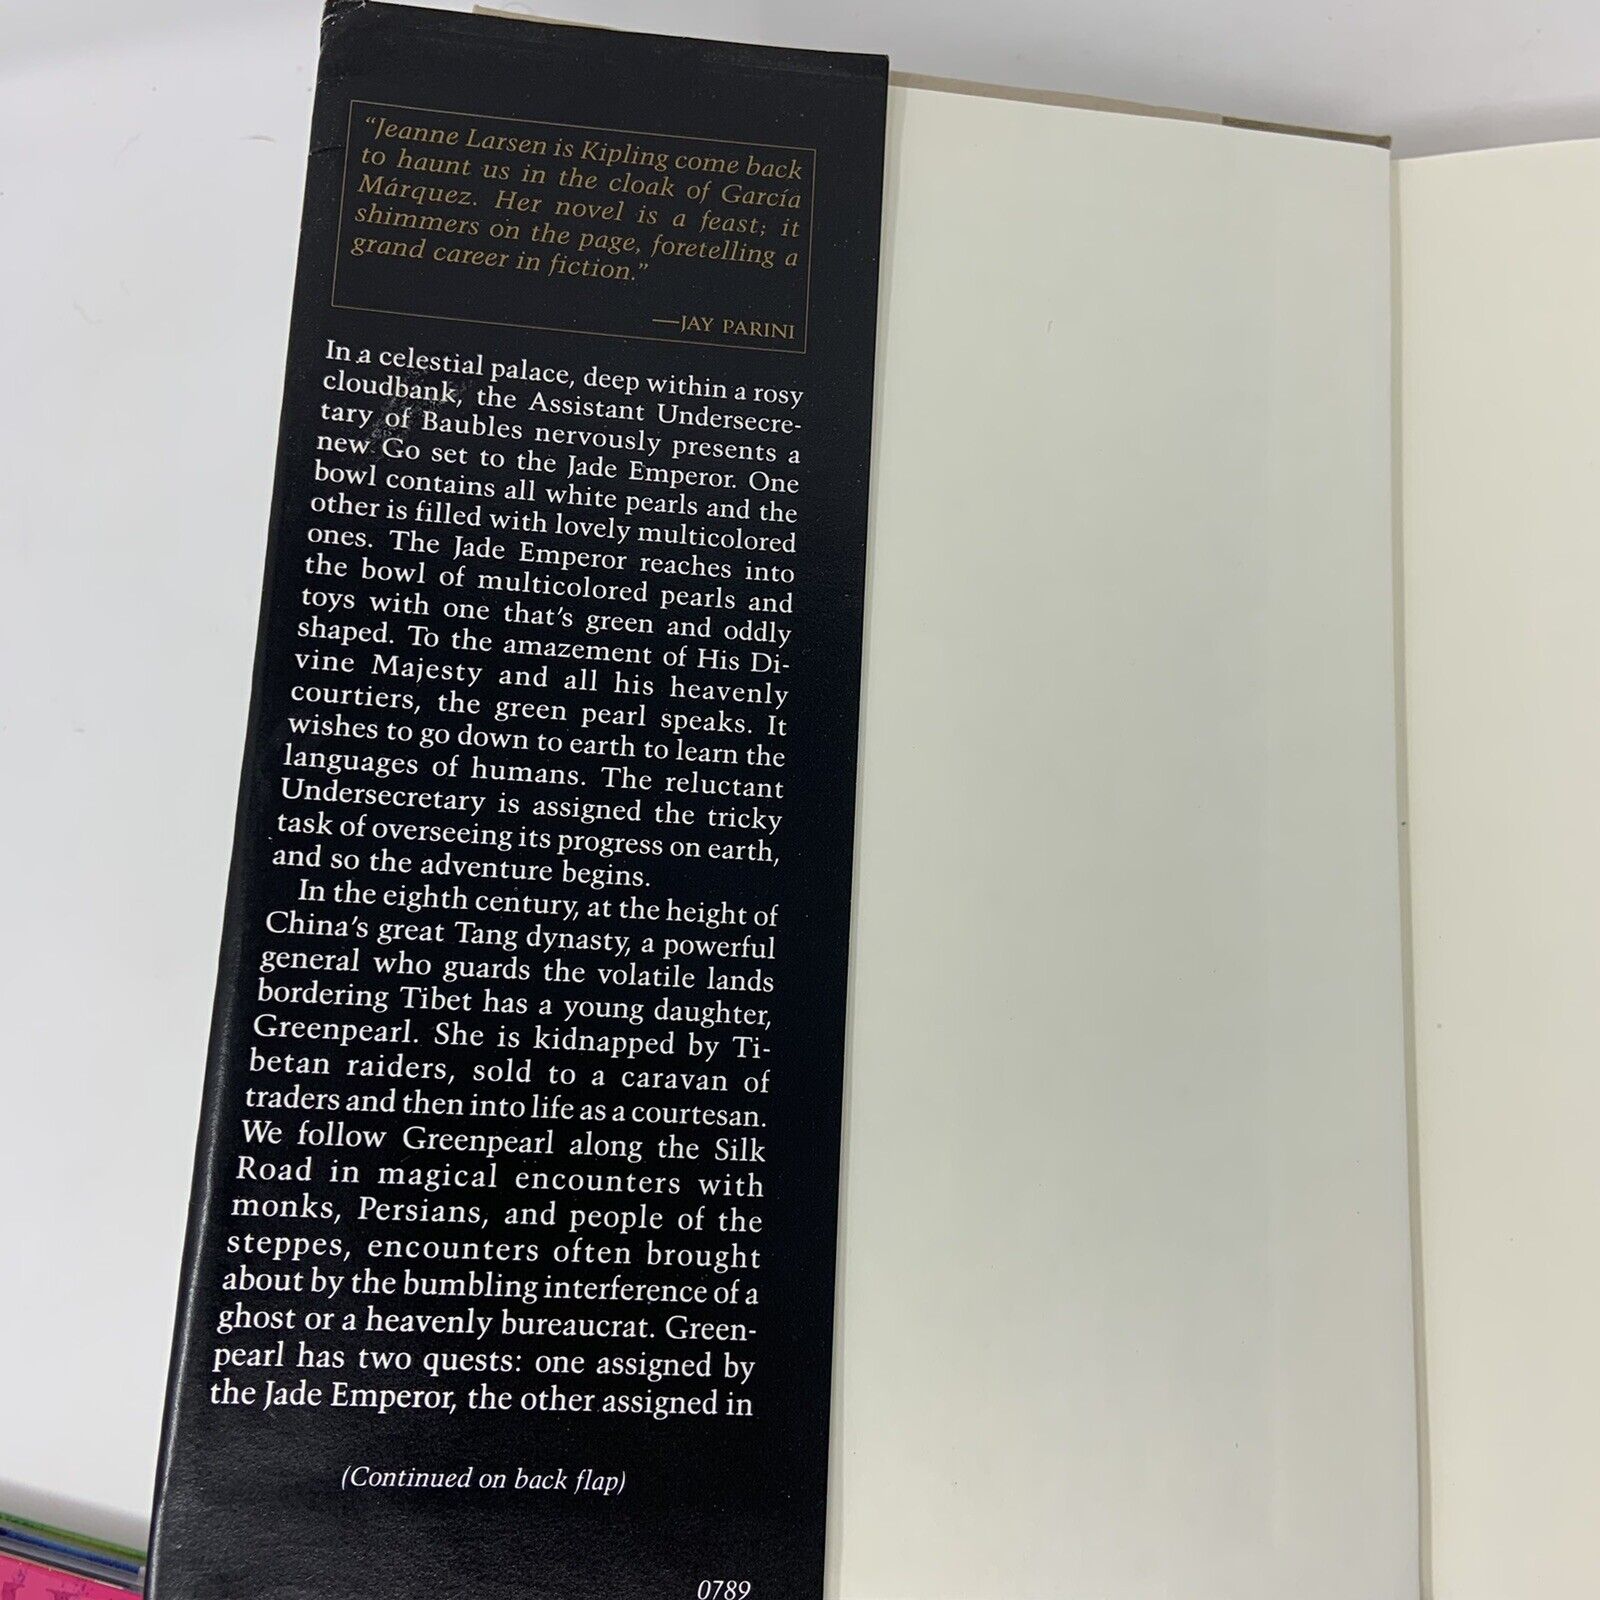 “Jeanne Larsen is Kipling come back
to haunt us in the cloak of García
Márquez. Her novel is a feast; it
shimmers on the page, foretelling a
grand career in fiction.”
—JAY PARINI
In a celestial palace, deep within a rosy
cloudbank, the Assistant Undersecre-
tary of Baubles nervously presents a
new Go set to the Jade Emperor. One
bowl contains all white pearls and the
other is filled with lovely multicolored
ones. The Jade Emperor reaches into
the bowl of multicolored pearls and
toys with one that’s green and oddly
shaped. To the amazement of His Di-
vine Majesty and all his heavenly
courtiers, the green pearl speaks. It
wishes to go down to earth to learn the
languages of humans. The reluctant
Undersecretary is assigned the tricky
task of overseeing its progress on earth,
and so the adventure begins.
In the eighth century, at the height of
China’s great Tang dynasty, a powerful
general who guards the volatile lands
bordering Tibet has a young daughter,
Greenpearl. She is kidnapped by Ti-
betan raiders, sold to a caravan of
traders and then into life as a courtesan.
We follow Greenpearl along the Silk
Road in magical encounters with
monks, Persians, and people of the
steppes, encounters often brought
about by the bumbling interference of a
ghost or a heavenly bureaucrat. Green-
pearl has two quests: one assigned by
the Jade Emperor, the other assigned in
(Continued on back flap)
0789